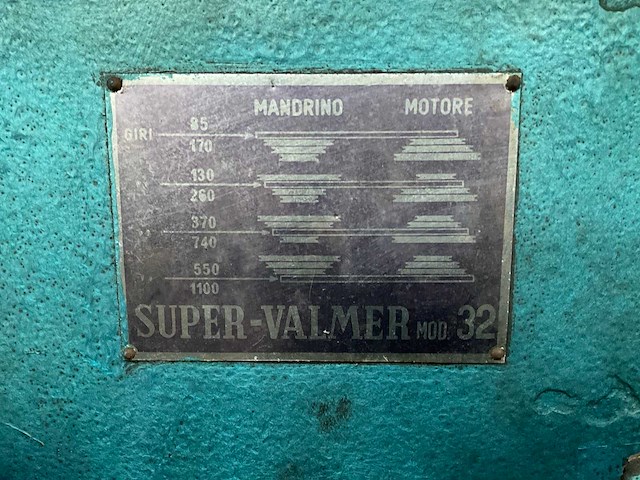 MANDRINO MOTORE
GIRI 85
170
130
260
370
740
550
1100
SUPER-VALMER MOD. 32